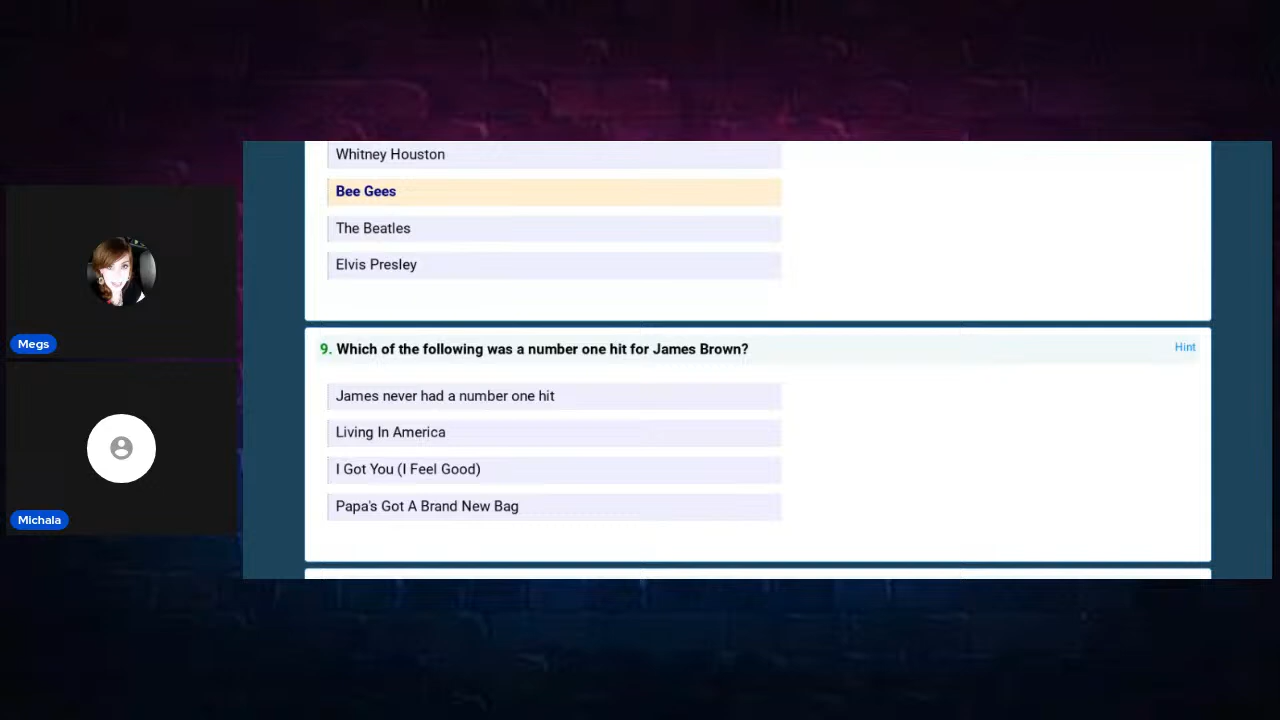 Whitney Houston
Bee Gees
The Beatles
Elvis Presley
Megs
9. Which of the following was a number one hit for James Brown?
Hint
James never had a number one hit
Living In America
I Got You (I Feel Good)
Papa's Got A Brand New Bag
Michala